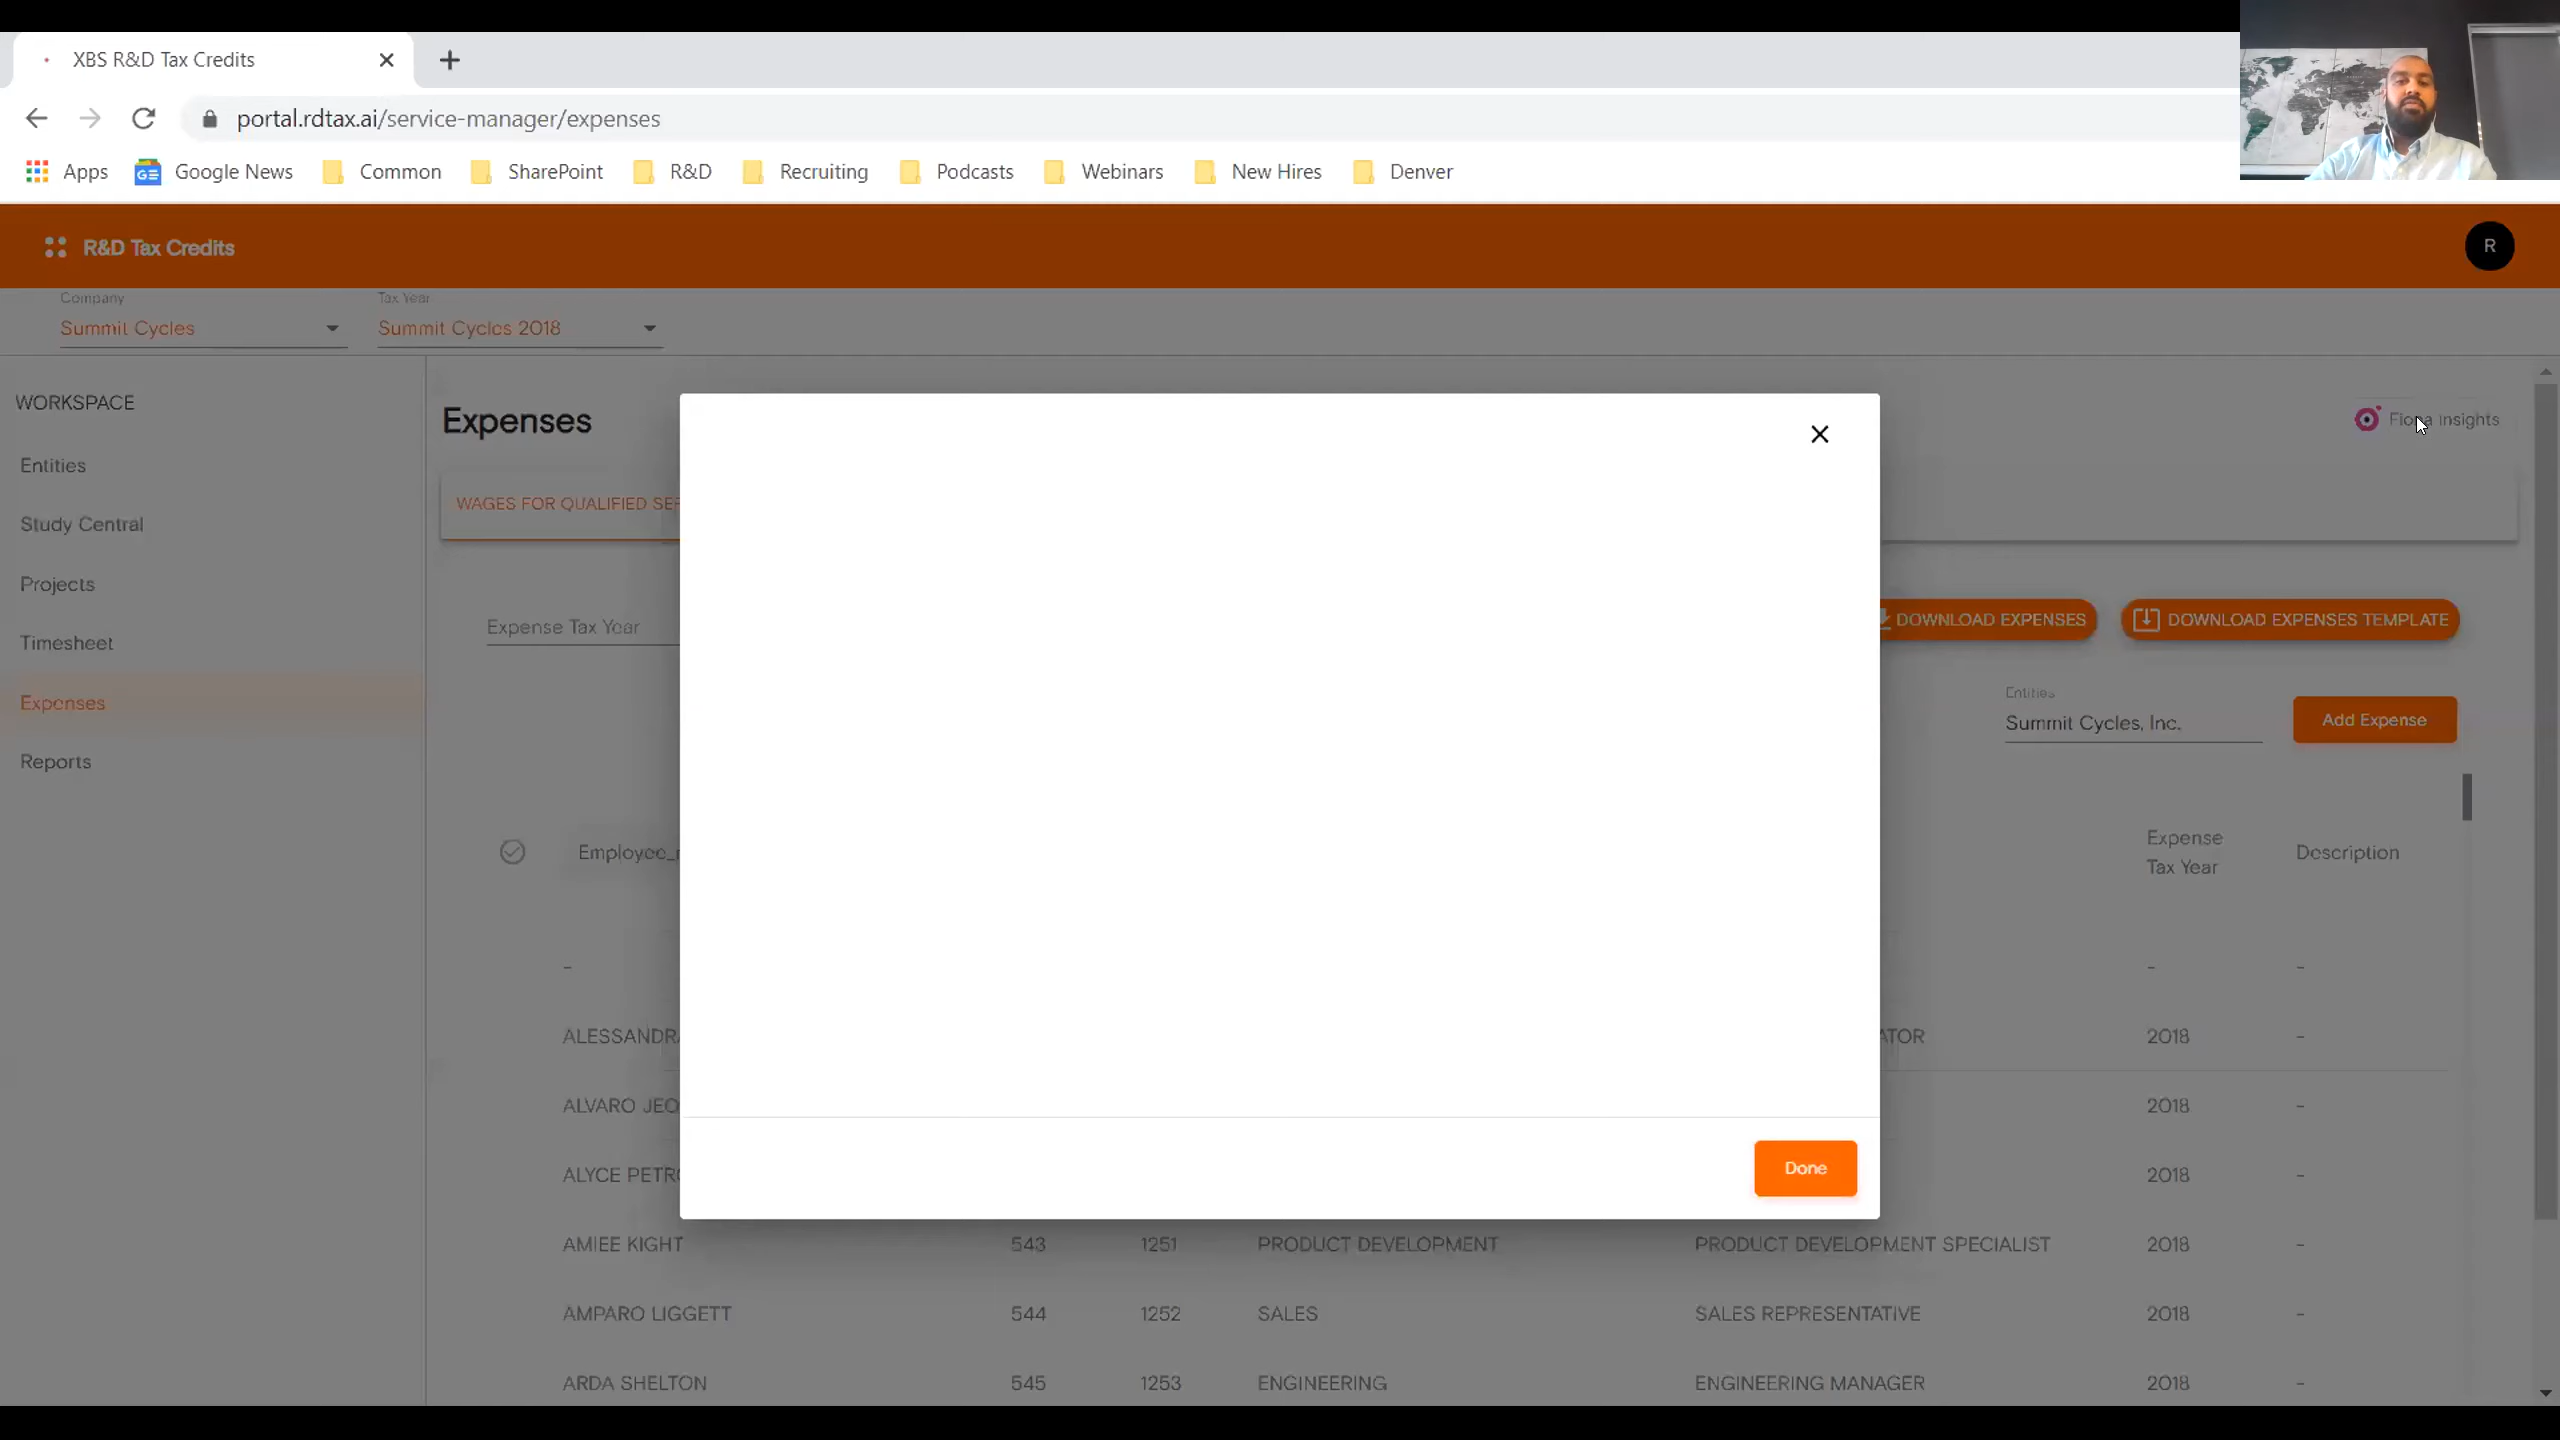 XBS R&D Tax Credits
portal.rdtax.ai/service-manager/expenses
Apps
Google News
Common
SharePoint
R&D
Recruiting
Podcasts
Webinars
New Hires
Denver
R&D Tax Credits
R
Company
Summit Cycles
Tax Year
Summit Cycles 2018
WORKSPACE
Entities
Study Central
Projects
Timesheet
Expenses
Reports
Expenses
Fiona insights
WAGES FOR QUALIFIED SE
Expense Tax Year
DOWNLOAD EXPENSES
DOWNLOAD EXPENSES TEMPLATE
Entities
Summit Cycles, Inc.
Add Expense
Employee_
Expense
Tax Year
Description
- - -
ALESSANDRA ATOR 2018 -
ALVARO JEO 2018 -
ALYCE PETR 2018 -
AMIEE KIGHT 543 1251 PRODUCT DEVELOPMENT PRODUCT DEVELOPMENT SPECIALIST 2018 -
AMPARO LIGGETT 544 1252 SALES SALES REPRESENTATIVE 2018 -
ARDA SHELTON 545 1253 ENGINEERING ENGINEERING MANAGER 2018 -
Done